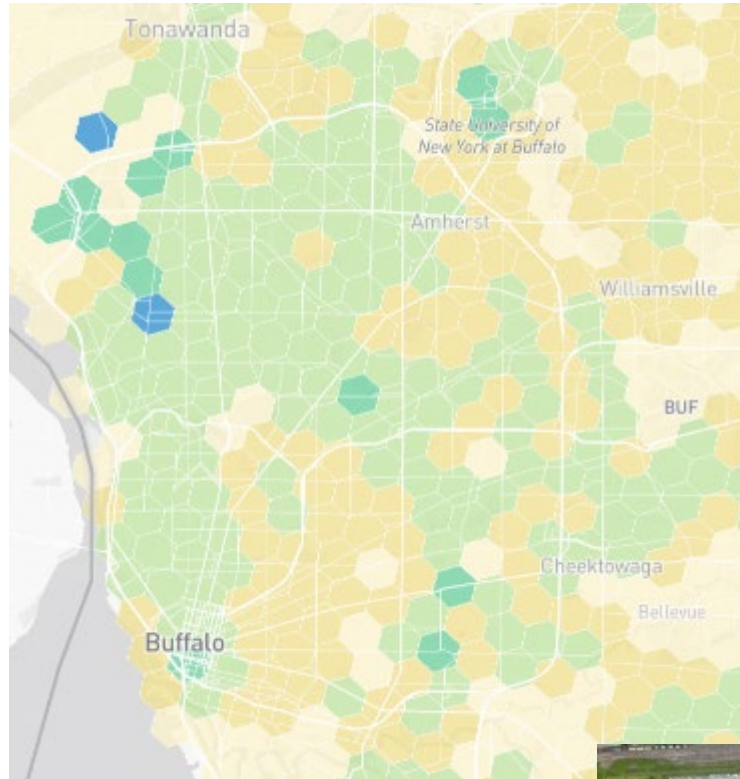 Tonawanda
State University of
New York at Buffalo
Amherst
Williamsville
BUF
Cheektowaga
Bellevue
Buffalo